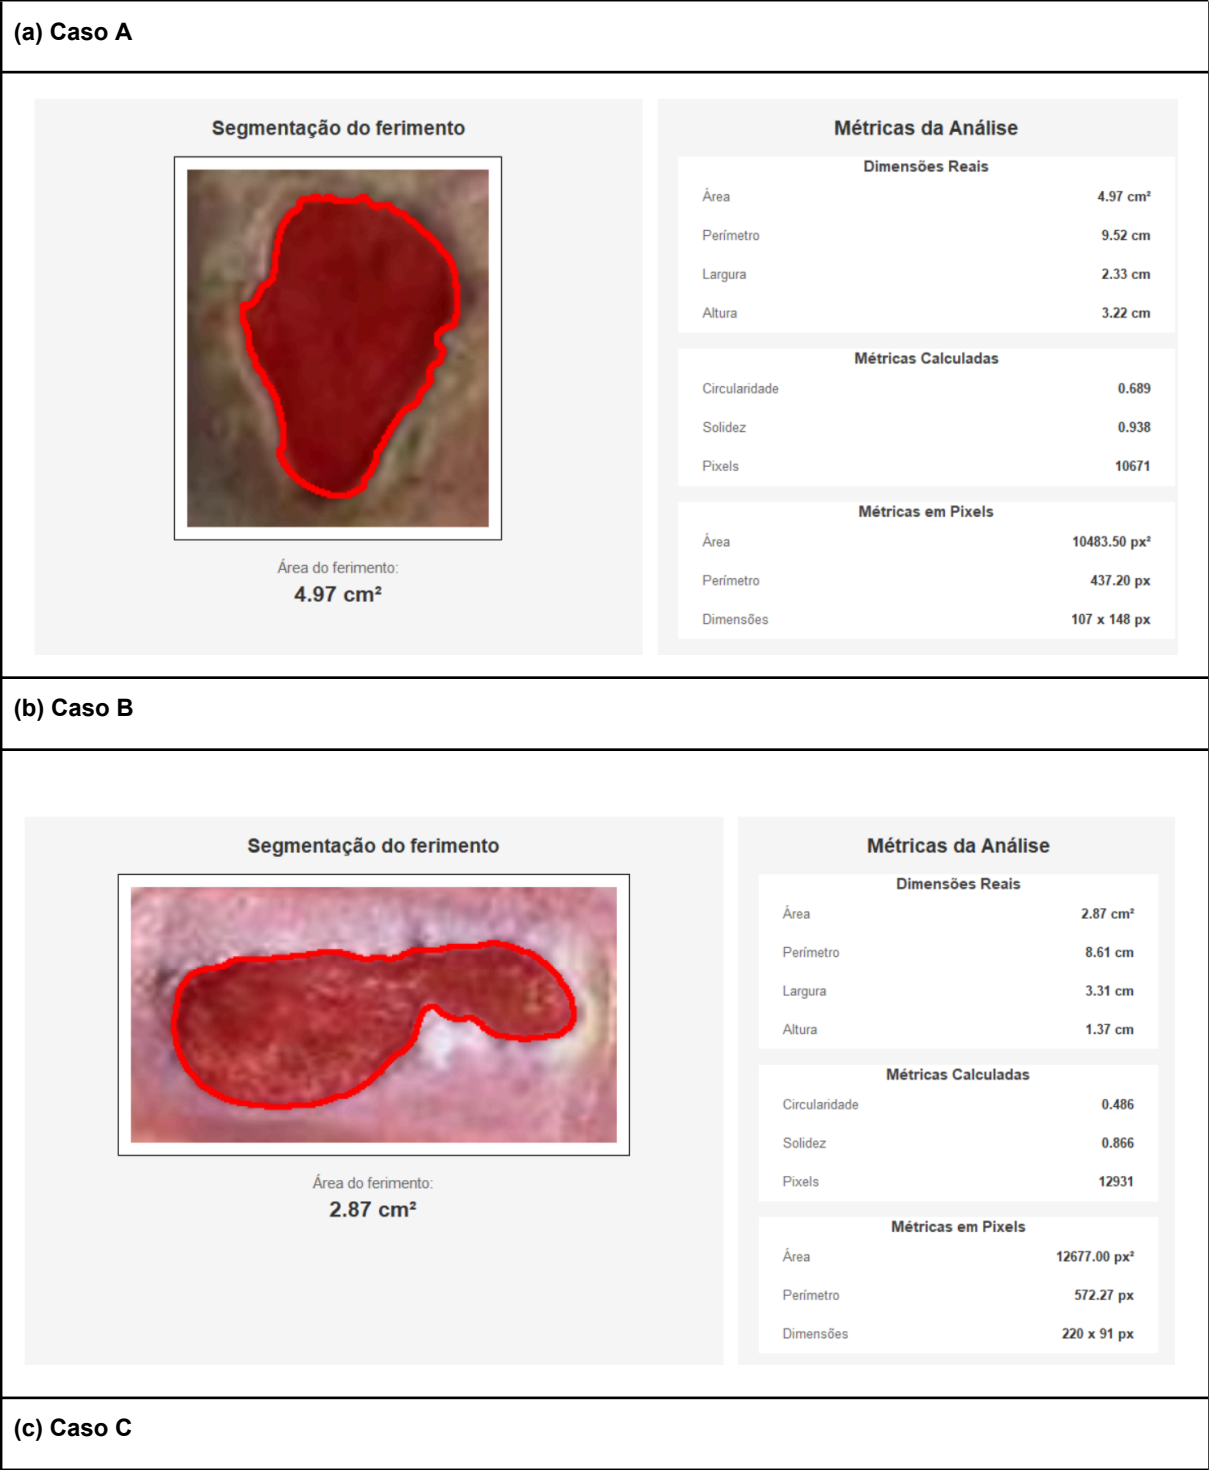 (a) Caso A
Segmentação do ferimento
Área do ferimento:
4.97 cm²
Métricas da Análise
Dimensões Reais
Área 4.97 cm²
Perímetro 9.52 cm
Largura 2.33 cm
Altura 3.22 cm
Métricas Calculadas
Circularidade 0.689
Solidez 0.938
Pixels 10671
Métricas em Pixels
Área 10483.50 px²
Perímetro 437.20 px
Dimensões 107 x 148 px
(b) Caso B
Segmentação do ferimento
Área do ferimento:
2.87 cm²
Métricas da Análise
Dimensões Reais
Área 2.87 cm²
Perímetro 8.61 cm
Largura 3.31 cm
Altura 1.37 cm
Métricas Calculadas
Circularidade 0.486
Solidez 0.866
Pixels 12931
Métricas em Pixels
Área 12677.00 px²
Perímetro 572.27 px
Dimensões 220 x 91 px
(c) Caso C